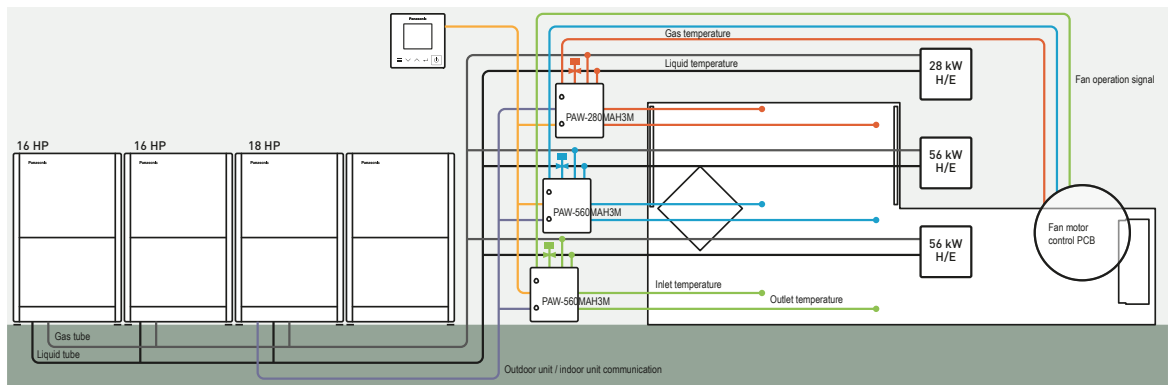 Panasonic
Gas temperature
Liquid temperature
28 kW
H/E
Fan operation signal
PAW-280MAH3M
16 HP
16 HP
18 HP
Panasonic
Panasonic
Panasonic
Panasonic
56 kW
H/E
PAW-560MAH3M
Fan motor
control PCB
56 kW
H/E
Inlet temperature
PAW-560MAH3M
Outlet temperature
Gas tube
Liquid tube
Outdoor unit / indoor unit communication